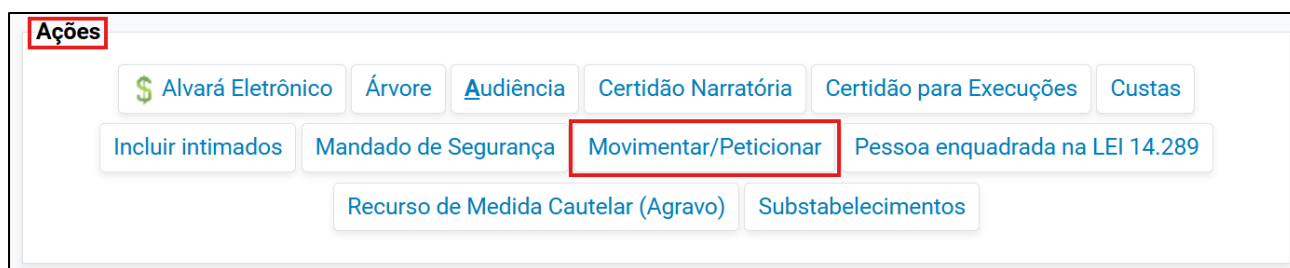 Ações
Alvará Eletrônico Árvore Audiência Certidão Narratória Certidão para Execuções Custas
Incluir intimados Mandado de Segurança Movimentar/Peticionar Pessoa enquadrada na LEI 14.289
Recurso de Medida Cautelar (Agravo) Substabelecimentos